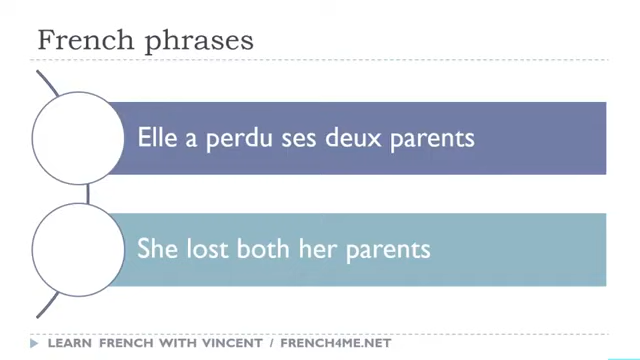 French phrases
Elle a perdu ses deux parents
She lost both her parents
LEARN FRENCH WITH VINCENT / FRENCH4ME.NET